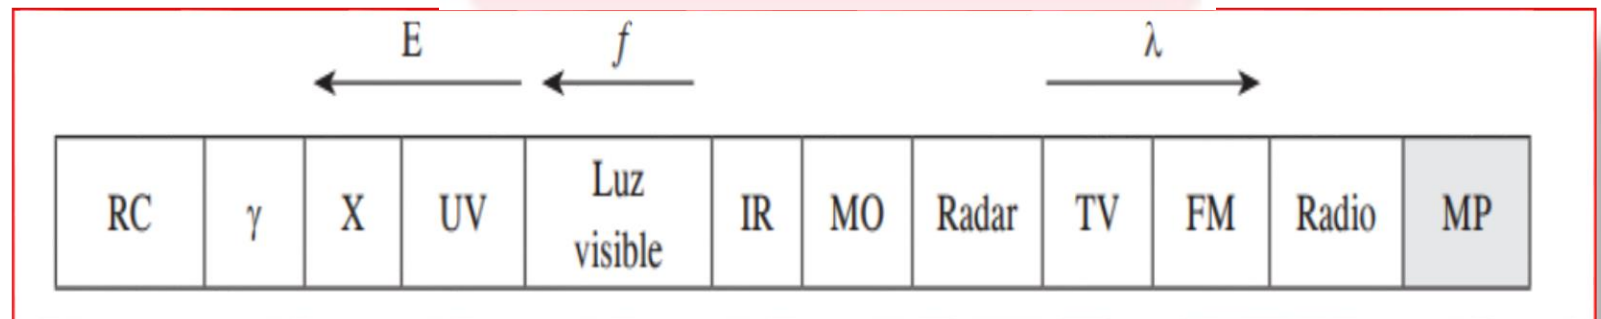 E f λ
RC γ X UV Luz visible IR MO Radar TV FM Radio MP